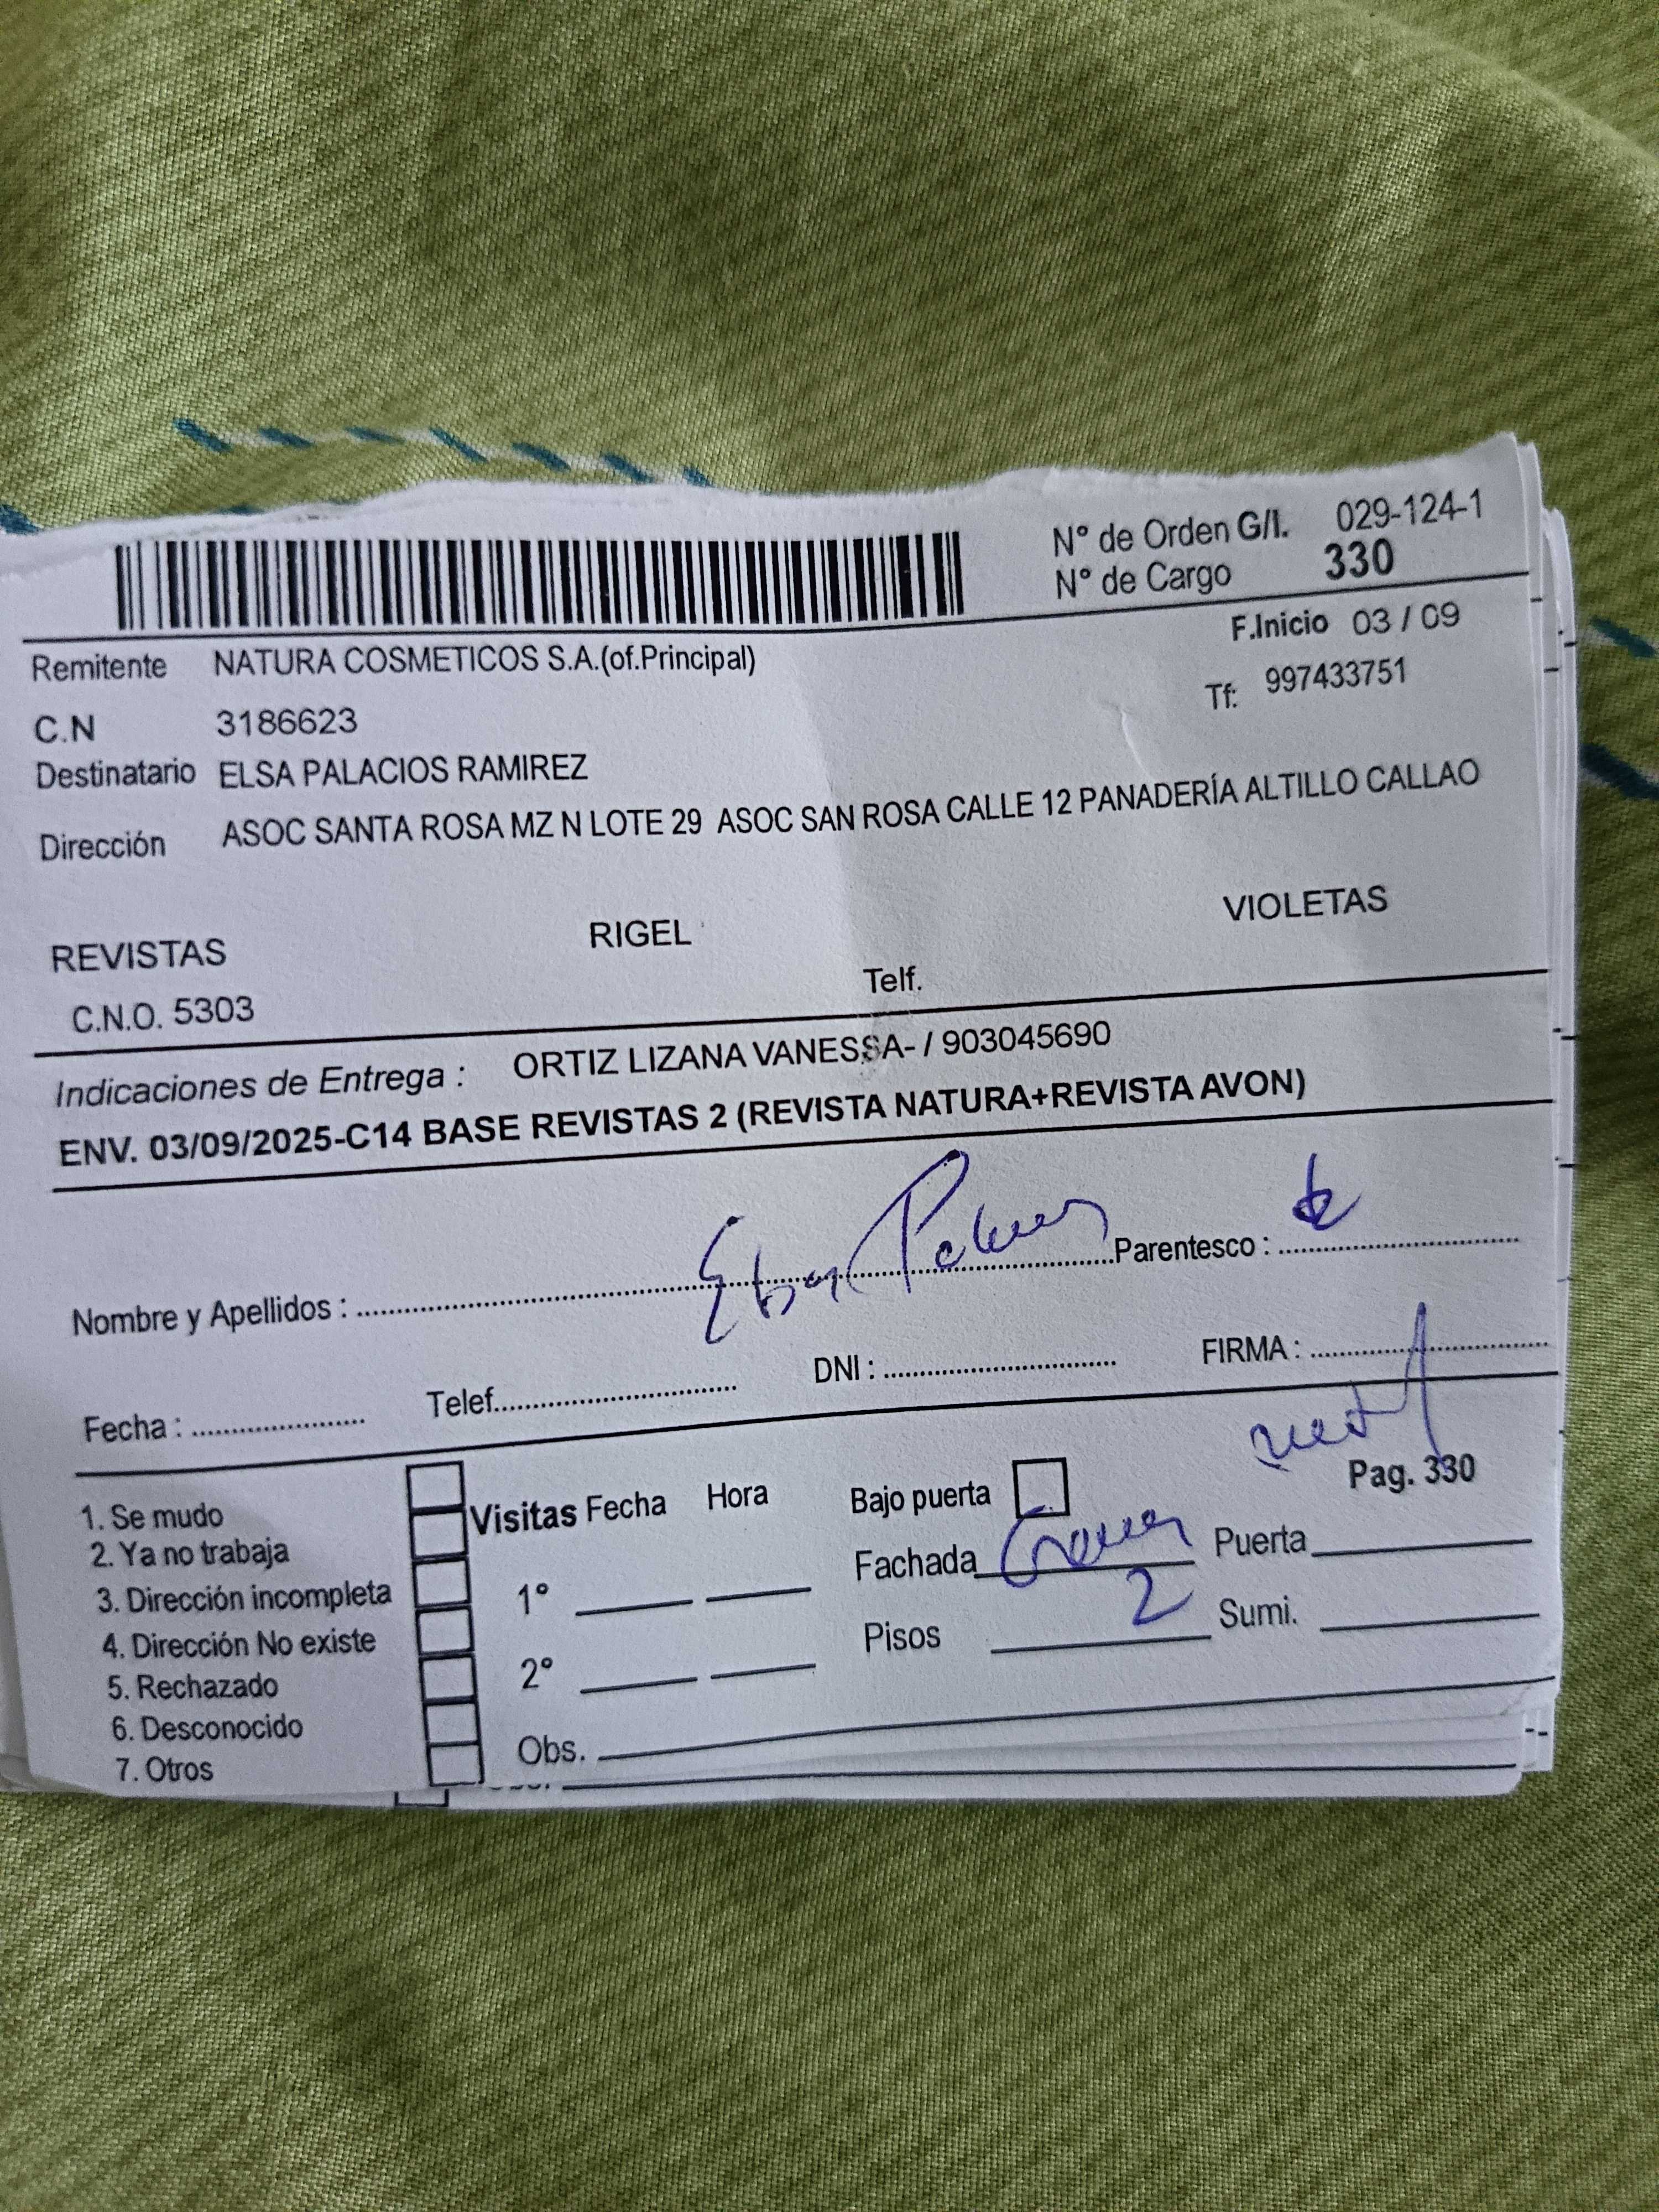 N° de Orden G/I. 029-124-1
N° de Cargo 330
F.Inicio 03 / 09
Remitente NATURA COSMETICOS S.A.(of.Principal)
Tf: 997433751
C.N 3186623
Destinatario ELSA PALACIOS RAMIREZ
Dirección ASOC SANTA ROSA MZ N LOTE 29 ASOC SAN ROSA CALLE 12 PANADERÍA ALTILLO CALLAO
REVISTAS RIGEL VIOLETAS
C.N.O. 5303 Telf.
Indicaciones de Entrega : ORTIZ LIZANA VANESSA- / 903045690
ENV. 03/09/2025-C14 BASE REVISTAS 2 (REVISTA NATURA+REVISTA AVON)
Nombre y Apellidos : Parentesco :
Fecha : Telef. DNI : FIRMA :
Pag. 330
1. Se mudo
2. Ya no trabaja
3. Dirección incompleta
4. Dirección No existe
5. Rechazado
6. Desconocido
7. Otros
Visitas Fecha Hora
1°
2°
Obs.
Bajo puerta
Fachada Puerta
Pisos 2 Sumi.